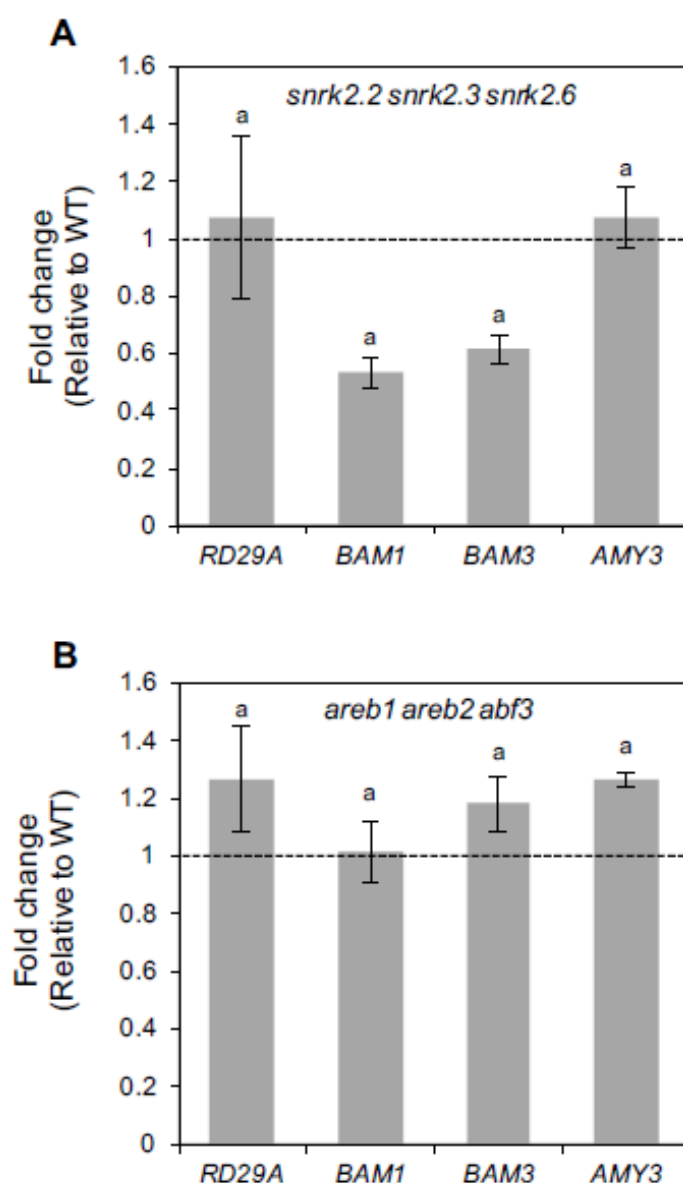 A
1.6
snrk2.2 snrk2.3 snrk2.6
a
1.4
a
1.2
1
a
0.8
a
0.6
0.4
0.2
0
Fold change
(Relative to WT)
RD29A BAM1 BAM3 AMY3
B
1.6
areb1 areb2 abf3
a
1.4
a
a
1.2
a
1
0.8
0.6
0.4
0.2
0
Fold change
(Relative to WT)
RD29A BAM1 BAM3 AMY3